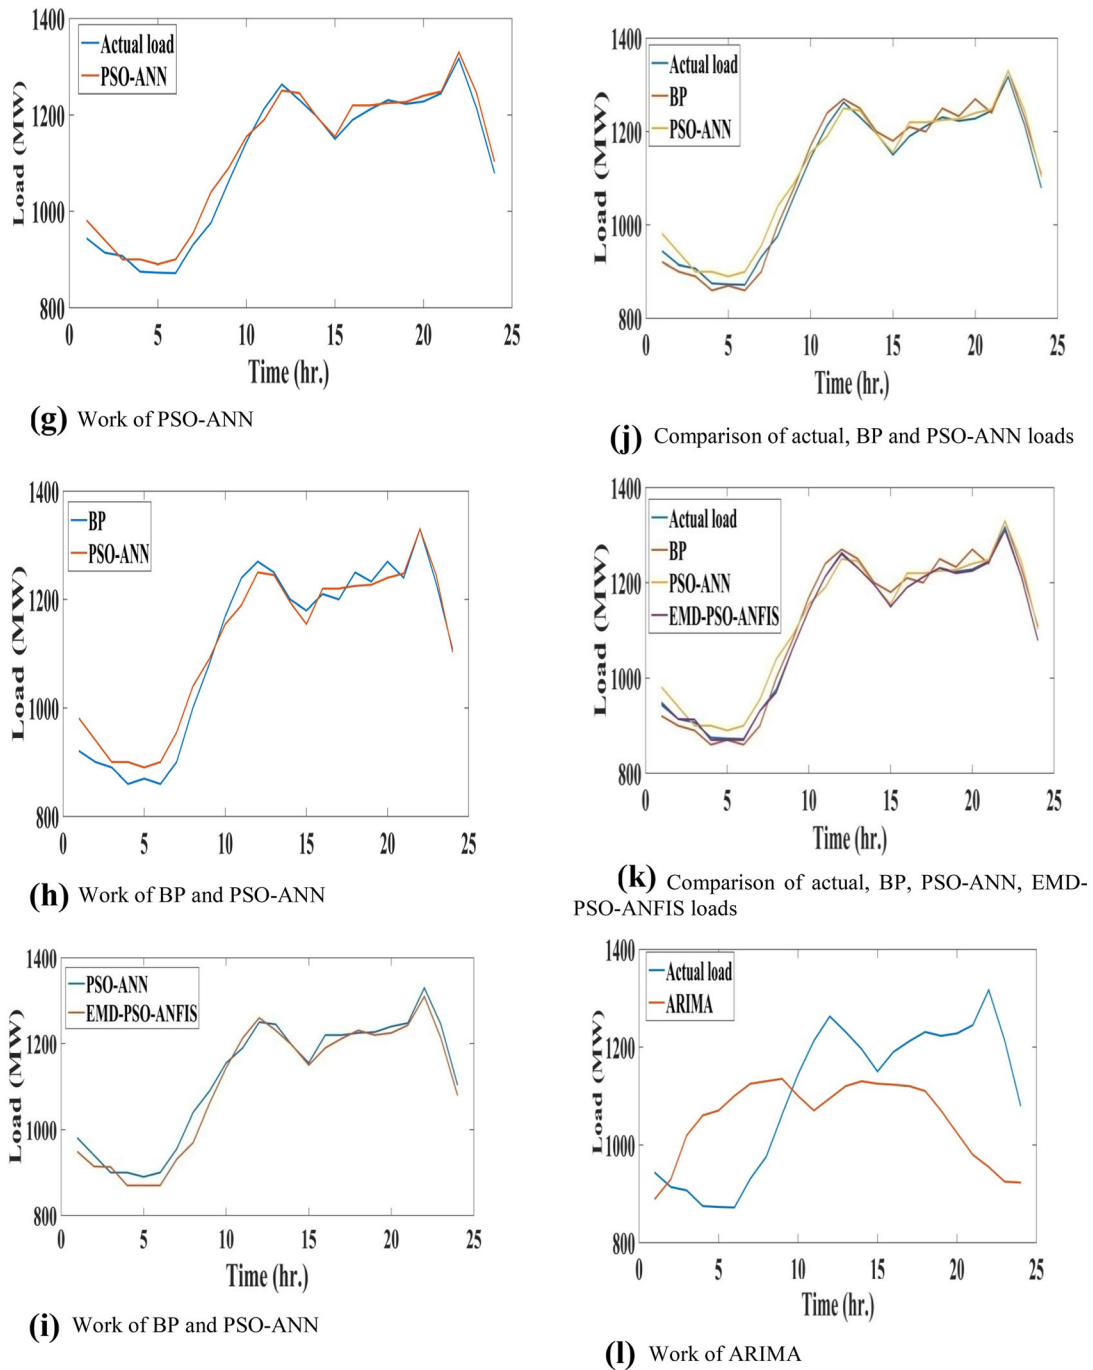 1400
1200
1000
800
0
5
10
15
20
25
Load (MW)
Time (hr.)
Actual load
PSO-ANN
(g) Work of PSO-ANN
1400
1200
1000
800
0
5
10
15
20
25
Load (MW)
Time (hr.)
BP
PSO-ANN
(h) Work of BP and PSO-ANN
1400
1200
1000
800
0
5
10
15
20
25
Load (MW)
Time (hr.)
PSO-ANN
EMD-PSO-ANFIS
(i) Work of BP and PSO-ANN
1400
1200
1000
800
0
5
10
15
20
25
Load (MW)
Time (hr.)
Actual load
BP
PSO-ANN
(j) Comparison of actual, BP and PSO-ANN loads
1400
1200
1000
800
0
5
10
15
20
25
Load (MW)
Time (hr.)
Actual load
BP
PSO-ANN
EMD-PSO-ANFIS
(k) Comparison of actual, BP, PSO-ANN, EMD-
PSO-ANFIS loads
1400
1200
1000
800
0
5
10
15
20
25
Load (MW)
Time (hr.)
Actual load
ARIMA
(l) Work of ARIMA